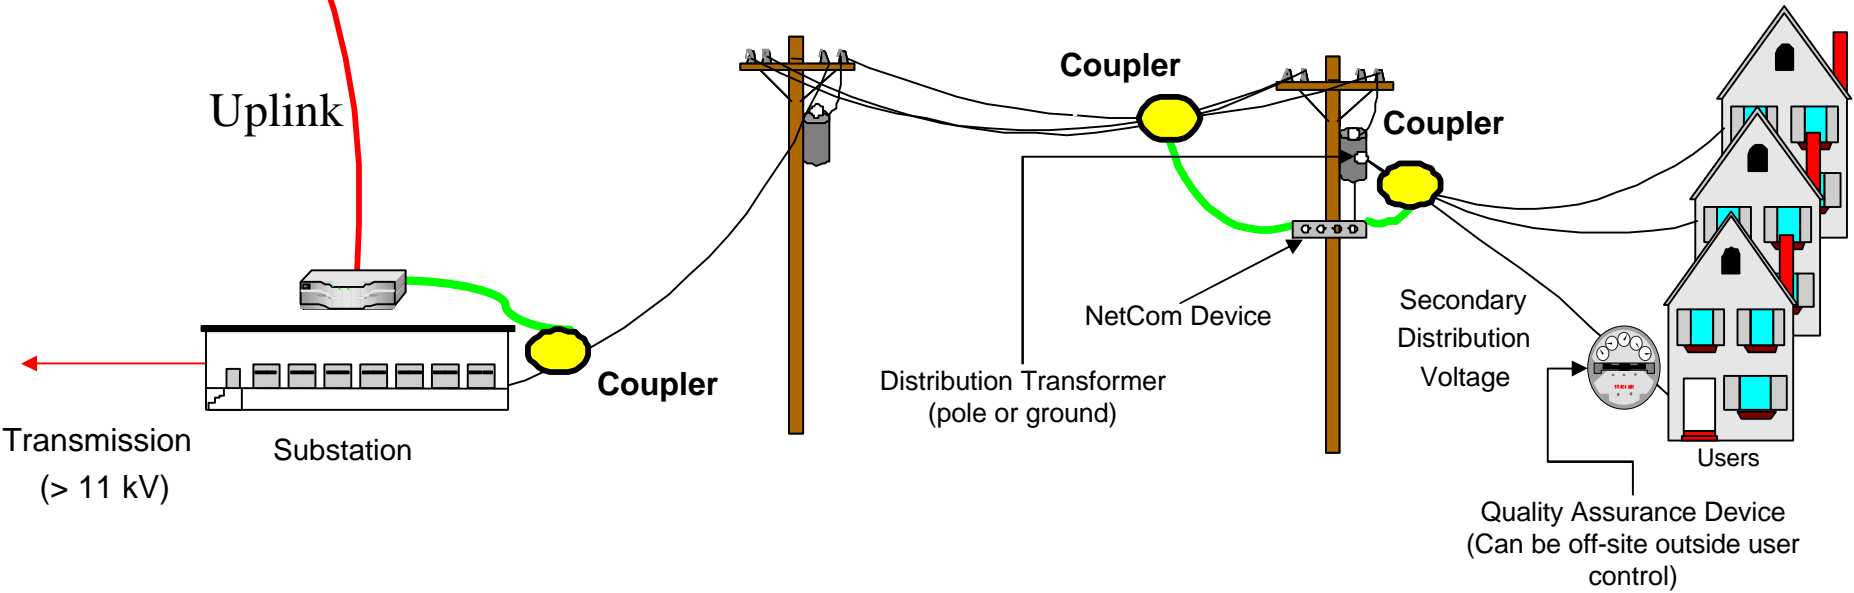 Uplink
Coupler
Coupler
NetCom Device
Secondary
Distribution
Voltage
Distribution Transformer
(pole or ground)
Coupler
Transmission
(> 11 kV)
Substation
Users
Quality Assurance Device
(Can be off-site outside user
control)